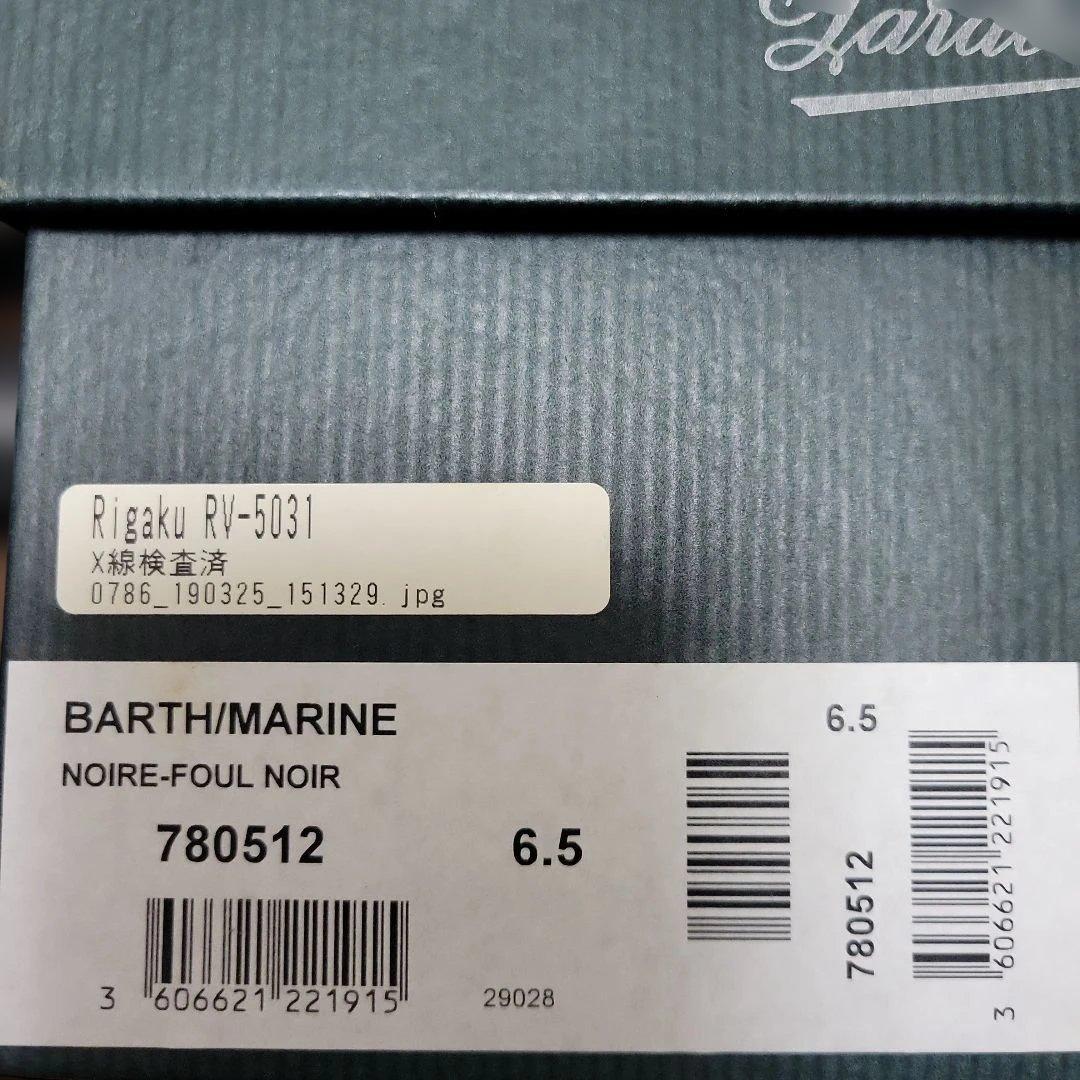 Rigaku RV-5031
X線検査済
0786_190325_151329.jpg
BARTH/MARINE
NOIRE-FOUL NOIR
780512 6.5
3 606621 221915
29028
6.5
780512
3 606621 221915